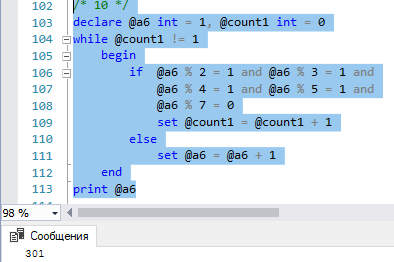 102 /* 10 */
103 declare @a6 int = 1, @count1 int = 0
104 while @count1 != 1
105     begin
106         if  @a6 % 2 = 1 and @a6 % 3 = 1 and
107             @a6 % 4 = 1 and @a6 % 5 = 1 and
108             @a6 % 7 = 0
109             set @count1 = @count1 + 1
110         else
111             set @a6 = @a6 + 1
112     end
113 print @a6
98 %
Сообщения
301